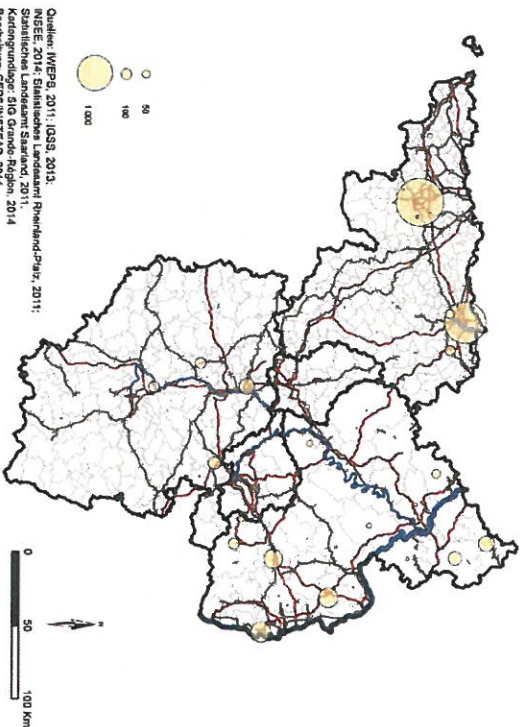 50
100
1 000
Quellen: IWEPS, 2011; IGSS, 2013;
INSEE, 2014; Statistisches Landesamt Rheinland-Pfalz, 2011;
Statistisches Landesamt Saarland, 2011.
Kartengrundlage: SIG Grande Région, 2014
0 50 100 Km